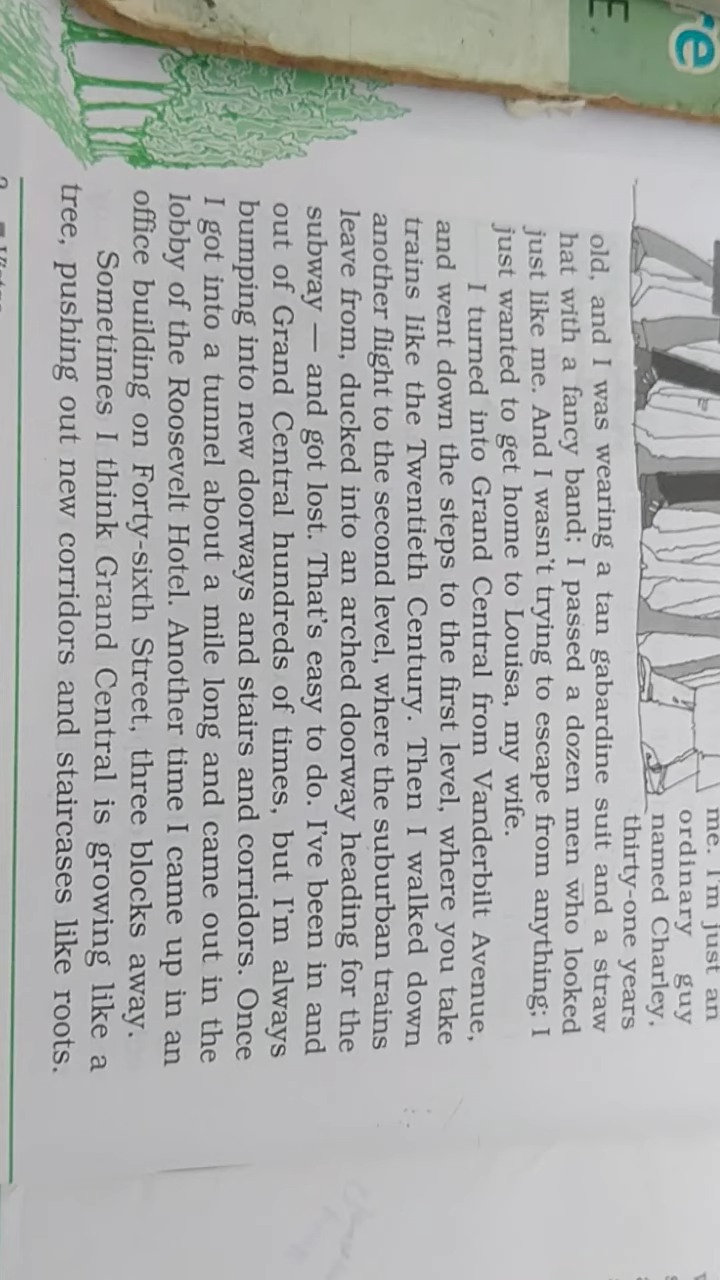 re
E
me. I'm just an
ordinary guy
named Charley,
thirty-one years
old, and I was wearing a tan gabardine suit and a straw
hat with a fancy band; I passed a dozen men who looked
just like me. And I wasn't trying to escape from anything; I
just wanted to get home to Louisa, my wife.
I turned into Grand Central from Vanderbilt Avenue,
and went down the steps to the first level, where you take
trains like the Twentieth Century. Then I walked down
another flight to the second level, where the suburban trains
leave from, ducked into an arched doorway heading for the
subway — and got lost. That's easy to do. I've been in and
out of Grand Central hundreds of times, but I'm always
bumping into new doorways and stairs and corridors. Once
I got into a tunnel about a mile long and came out in the
lobby of the Roosevelt Hotel. Another time I came up in an
office building on Forty-sixth Street, three blocks away.
Sometimes I think Grand Central is growing like a
tree, pushing out new corridors and staircases like roots.